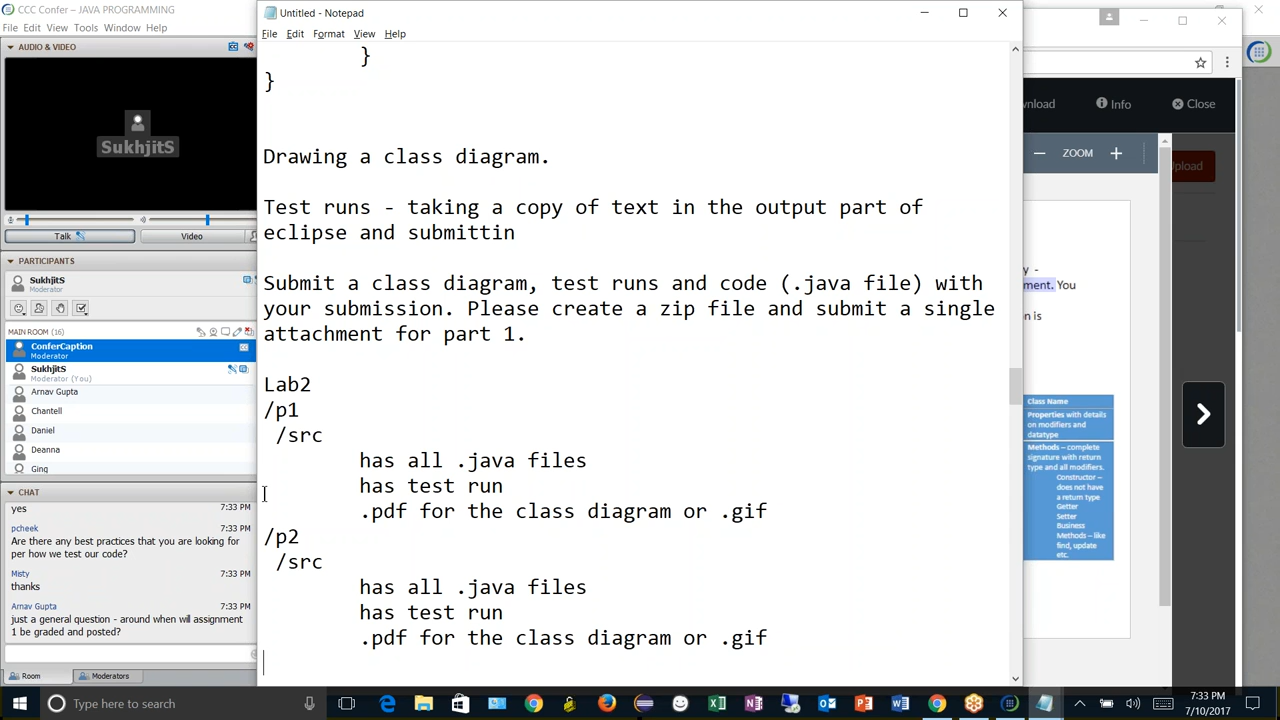 CCC Confer – JAVA PROGRAMMING
File Edit View Tools Window Help
AUDIO & VIDEO
SukhjitS
Talk
Video
PARTICIPANTS
SukhjitS
Moderator
MAIN ROOM (16)
ConferCaption
Moderator
SukhjitS
Moderator (You)
Arnav Gupta
Chantell
Daniel
Deanna
Ging
CHAT
yes 7:33 PM
pcheek 7:33 PM
Are there any best practices that you are looking for
per how we test our code?
Misty 7:33 PM
thanks
Arnav Gupta 7:33 PM
just a general question - around when will assignment
1 be graded and posted?
Room
Moderators
Untitled - Notepad
File Edit Format View Help
}
}
Drawing a class diagram.
Test runs - taking a copy of text in the output part of
eclipse and submittin
Submit a class diagram, test runs and code (.java file) with
your submission. Please create a zip file and submit a single
attachment for part 1.
Lab2
/p1
/src
has all .java files
has test run
.pdf for the class diagram or .gif
/p2
/src
has all .java files
has test run
.pdf for the class diagram or .gif
Info
Close
ZOOM
ment. You
n is
Class Name
Properties with details
on modifiers and
datatype
Methods – complete
signature with return
type and all modifiers.
Constructor –
does not have
a return type
Getter
Setter
Business
Methods – like
find, update
etc.
Type here to search
7:33 PM
7/10/2017